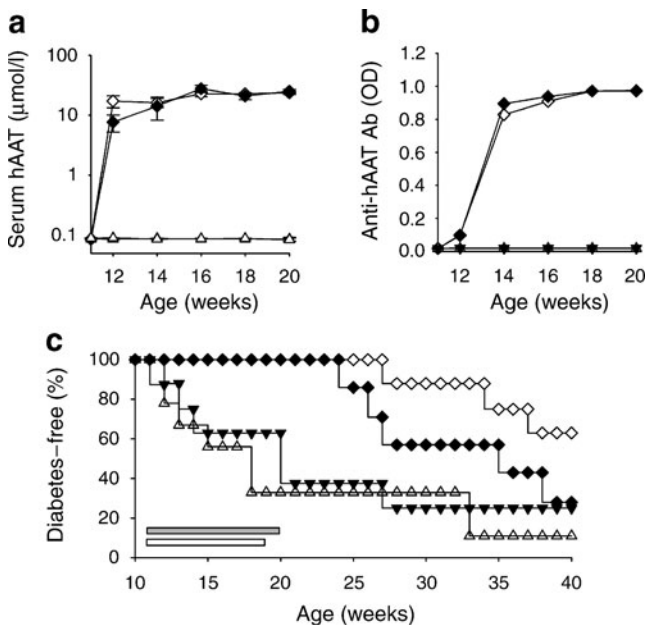 a
Serum hAAT (μmol/l)
100
10
1
0.1
12 14 16 18 20
Age (weeks)
b
Anti-hAAT Ab (OD)
1.2
1.0
0.8
0.6
0.4
0.2
0.0
12 14 16 18 20
Age (weeks)
c
Diabetes–free (%)
100
80
60
40
20
0
10 15 20 25 30 35 40
Age (weeks)